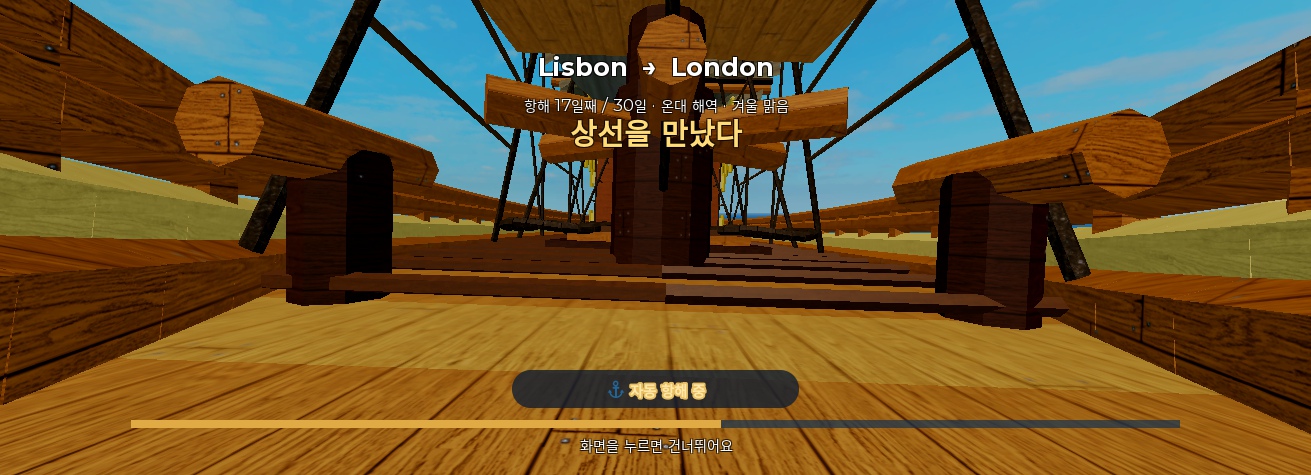 Lisbon → London
항해 17일째 / 30일 · 온대 해역 · 겨울 맑음
상선을 만났다
⚓ 자동 항해 중
화면을 누르면 건너뛰어요